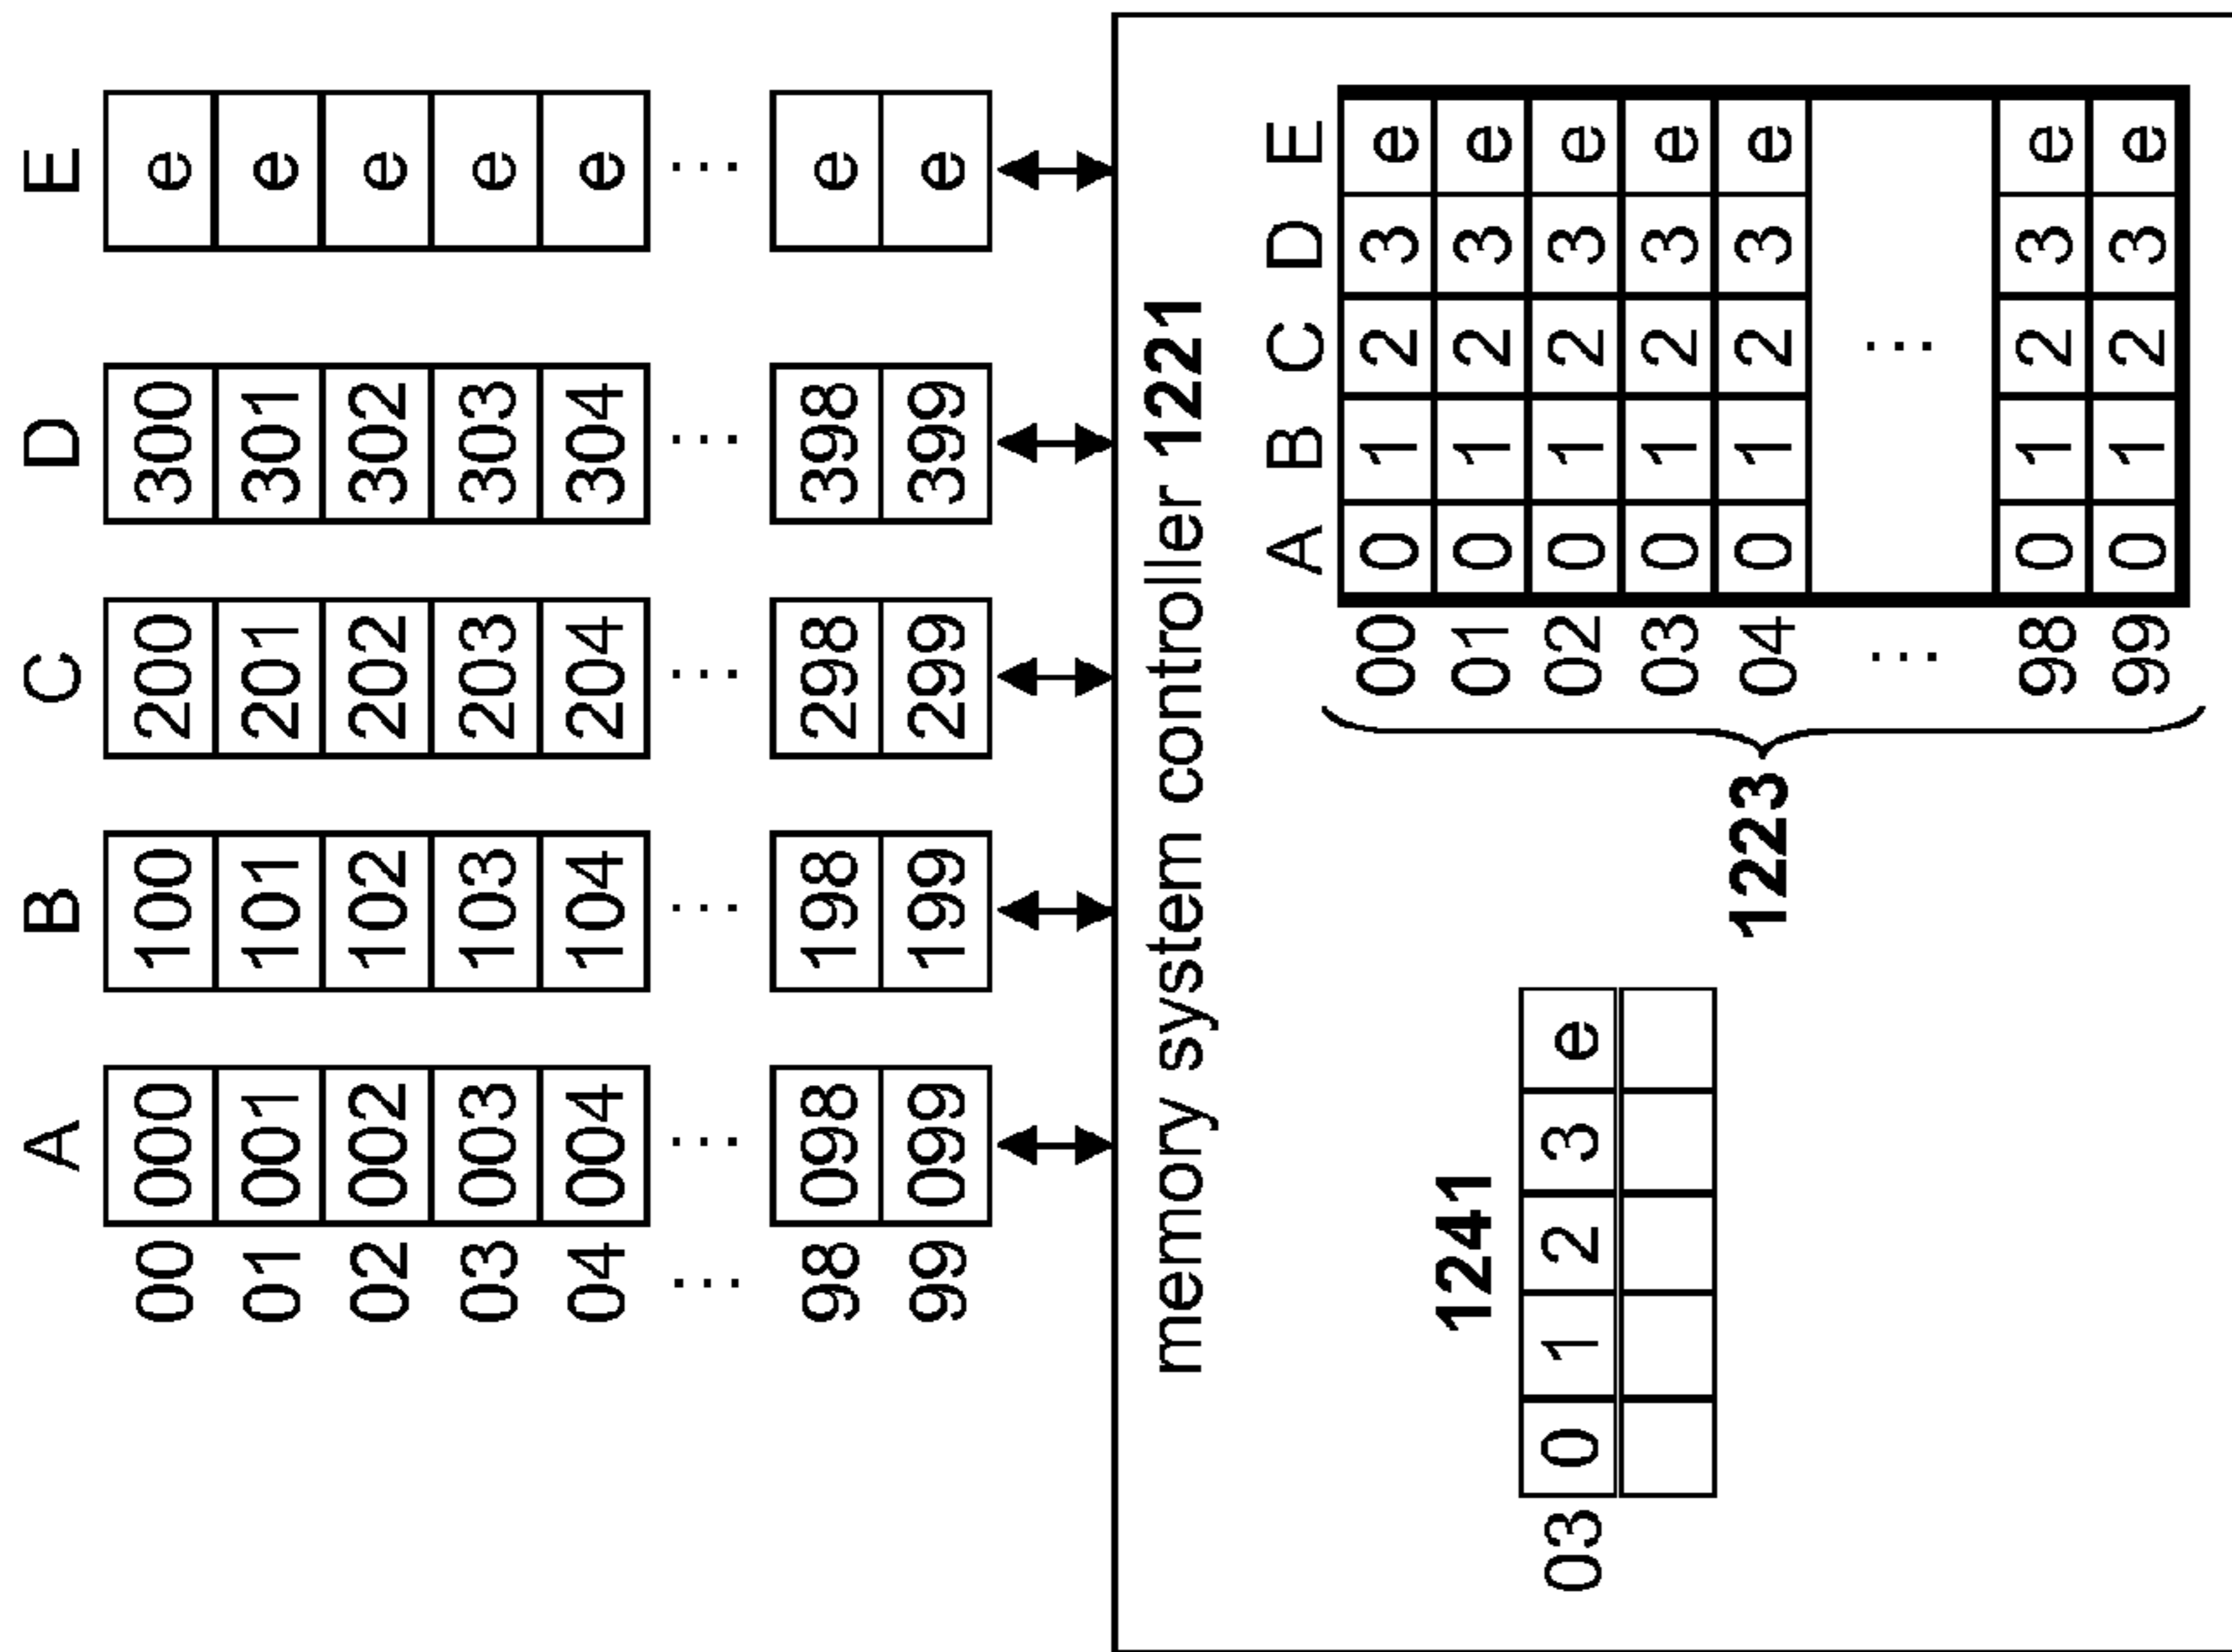 A B C D E
00 000 100 200 300 e
01 001 101 201 301 e
02 002 102 202 302 e
03 003 103 203 303 e
04 004 104 204 304 e
... ... ... ... ... ...
98 098 198 298 398 e
99 099 199 299 399 e
memory system controller 1221
1241
03 0 1 2 3 e
1223
A B C D E
00 0 1 2 3 e
01 0 1 2 3 e
02 0 1 2 3 e
03 0 1 2 3 e
04 0 1 2 3 e
... ...
98 0 1 2 3 e
99 0 1 2 3 e